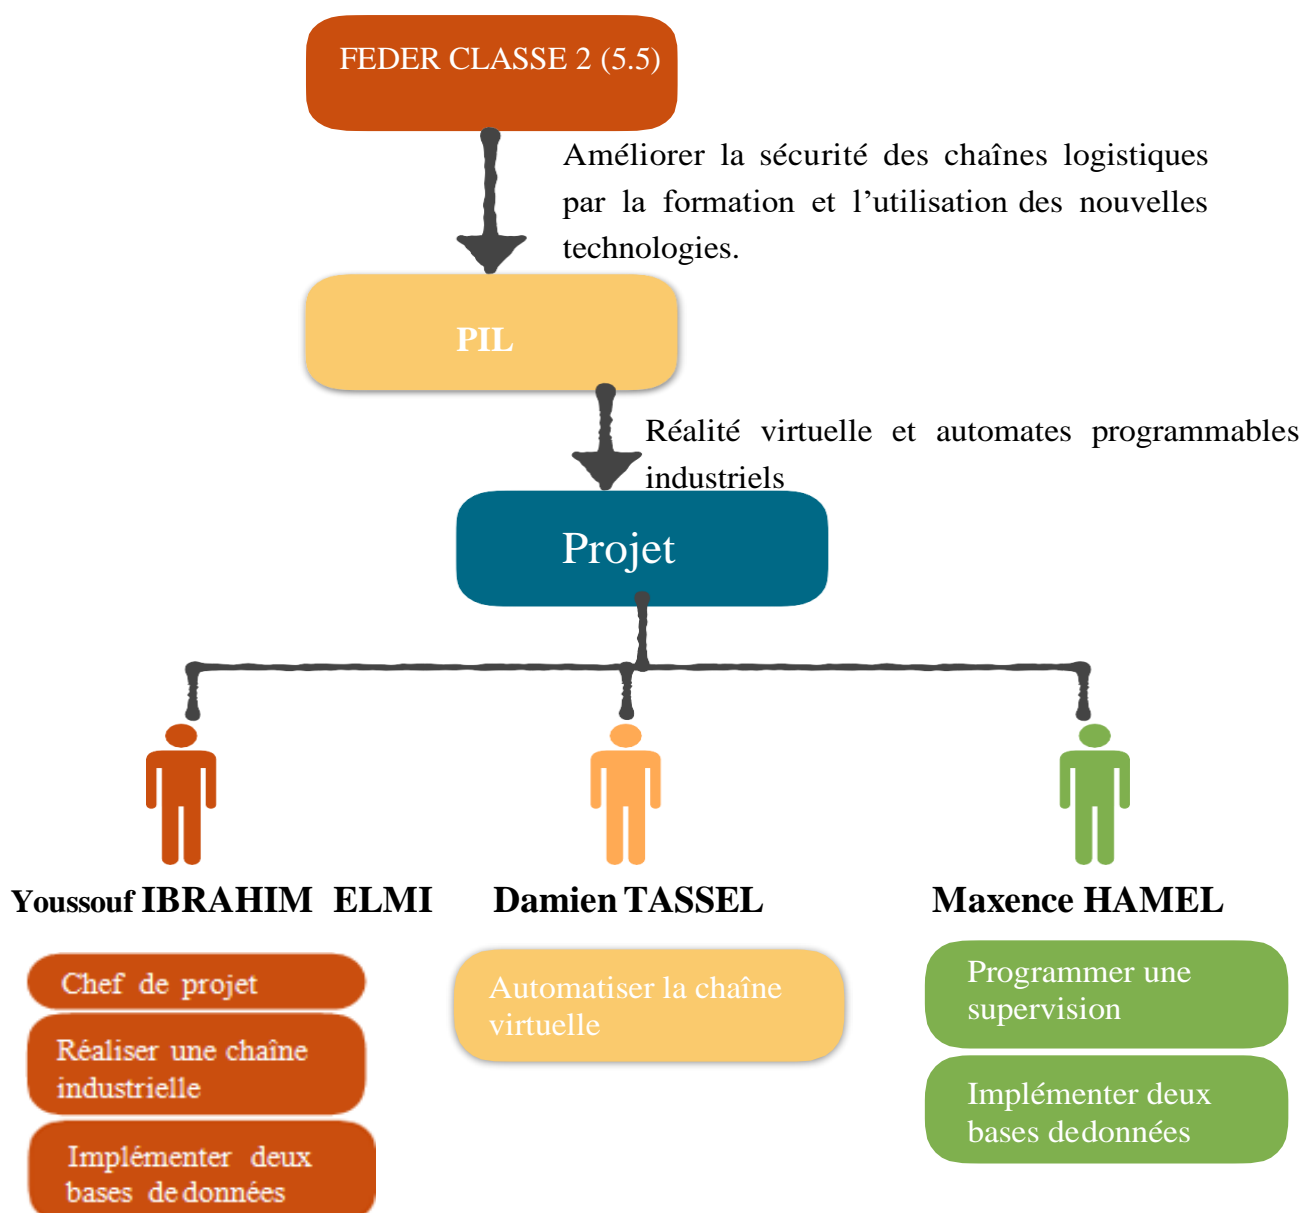 FEDER CLASSE 2 (5.5)
Améliorer la sécurité des chaînes logistiques
par la formation et l’utilisation des nouvelles
technologies.
PIL
Réalité virtuelle et automates programmables
industriels
Projet
Youssouf IBRAHIM ELMI
Chef de projet
Réaliser une chaîne
industrielle
Implémenter deux
bases de données
Damien TASSEL
Automatiser la chaîne
virtuelle
Maxence HAMEL
Programmer une
supervision
Implémenter deux
bases dedonnées